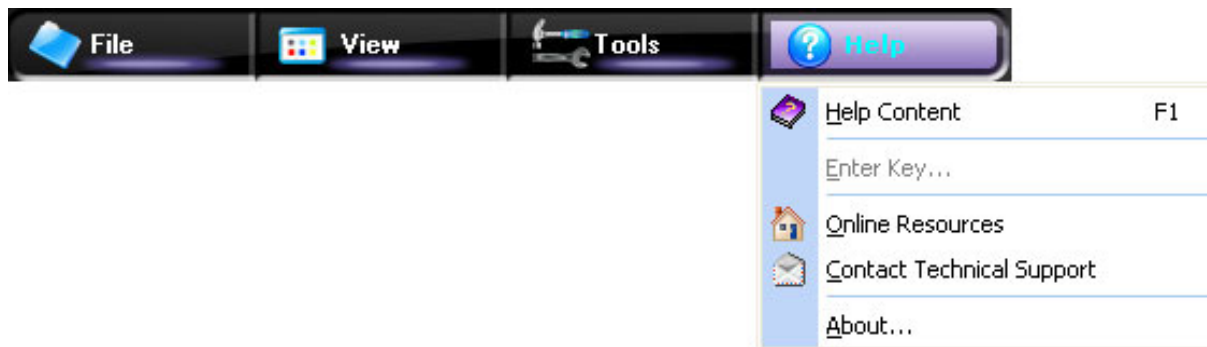 File View Tools Help
Help Content F1
Enter Key...
Online Resources
Contact Technical Support
About...